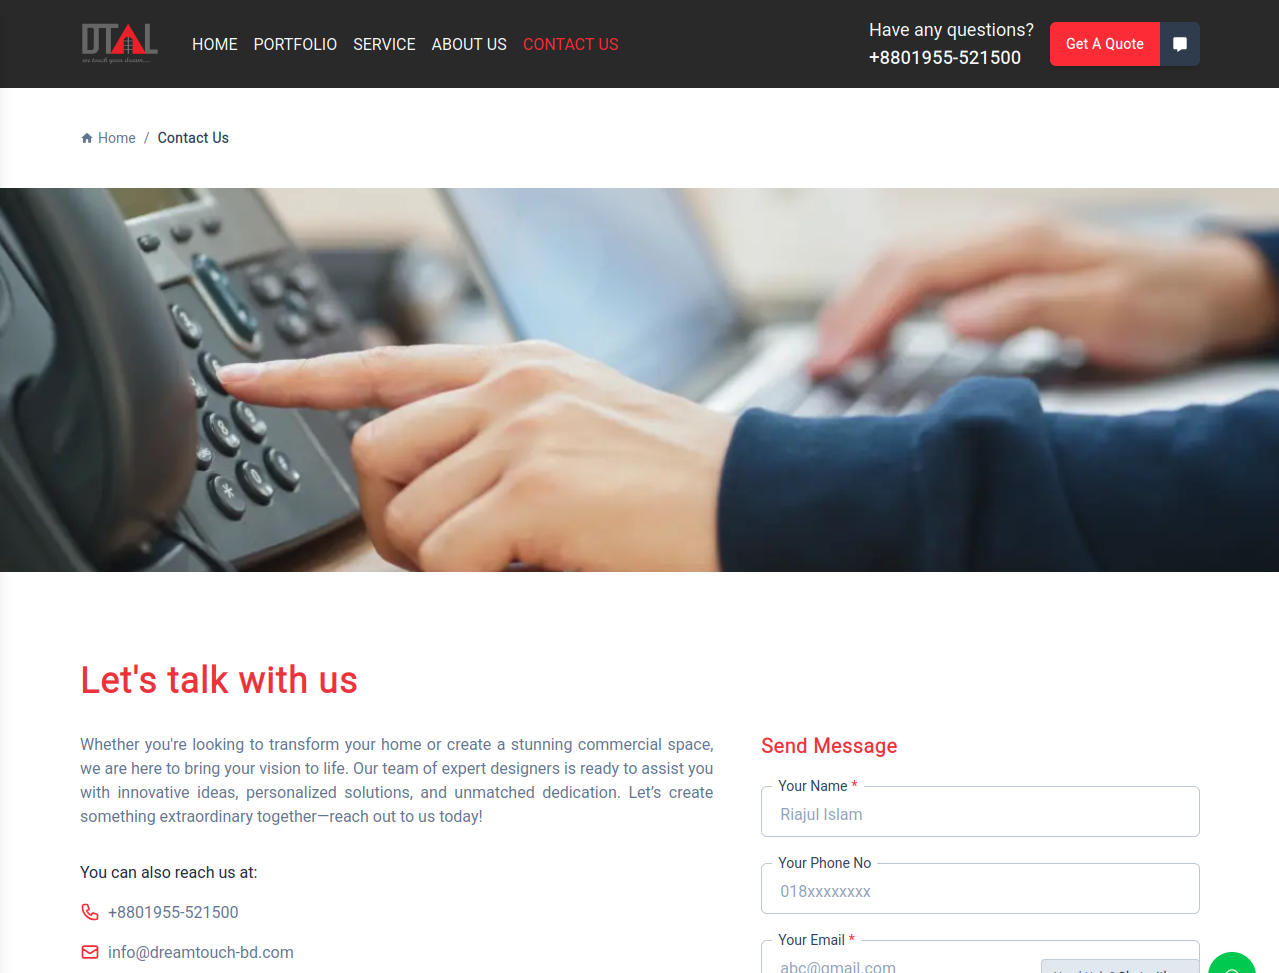 DTAL
we touch your dream....
HOME PORTFOLIO SERVICE ABOUT US CONTACT US
Have any questions?
+8801955-521500
Get A Quote
Home / Contact Us
Let's talk with us
Whether you're looking to transform your home or create a stunning commercial space,
we are here to bring your vision to life. Our team of expert designers is ready to assist you
with innovative ideas, personalized solutions, and unmatched dedication. Let’s create
something extraordinary together—reach out to us today!
You can also reach us at:
+8801955-521500
info@dreamtouch-bd.com
Send Message
Your Name *
Riajul Islam
Your Phone No
018xxxxxxxx
Your Email *
abc@gmail.com